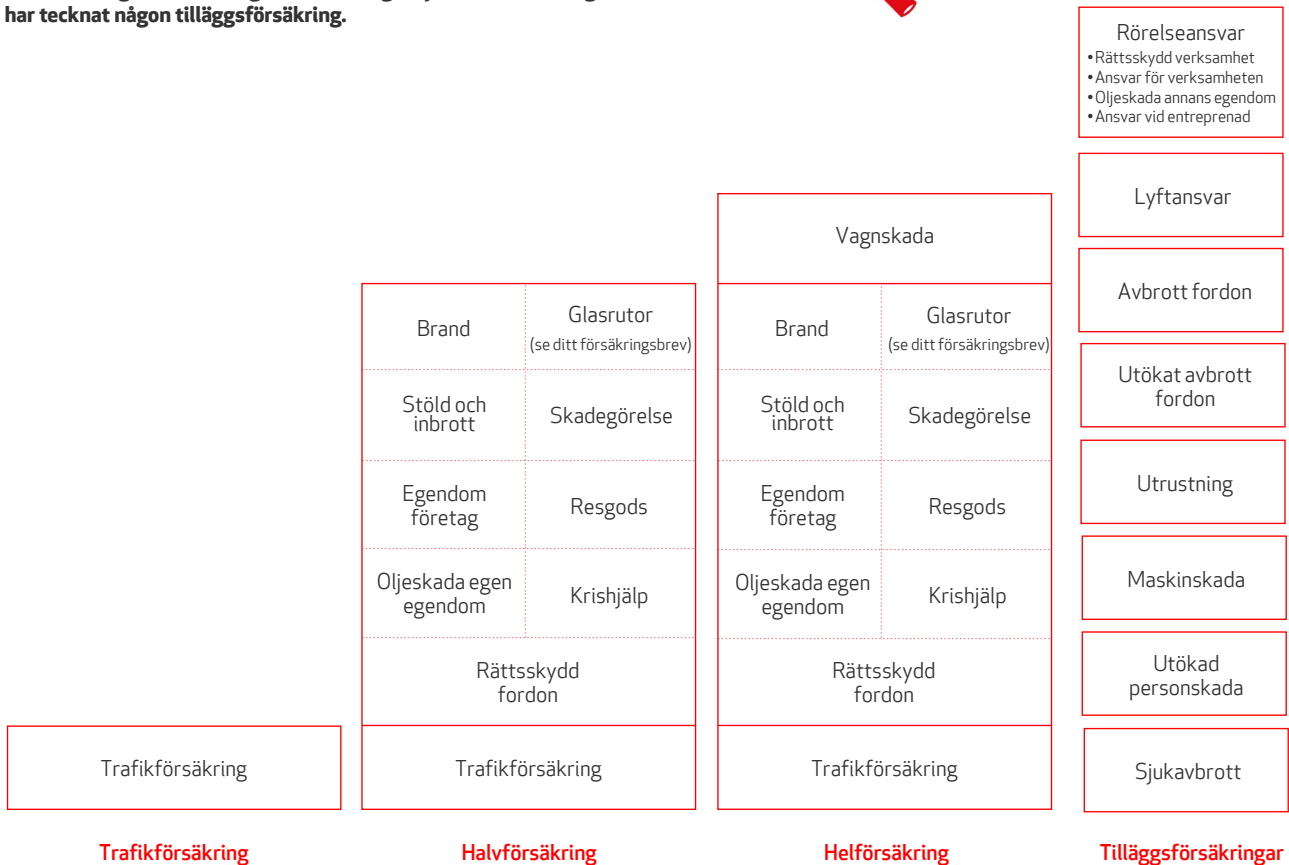 har tecknat någon tilläggsförsäkring.
Rörelseansvar
•Rättsskydd verksamhet
•Ansvar för verksamheten
•Oljeskada annans egendom
•Ansvar vid entreprenad
Lyftansvar
Avbrott fordon
Utökat avbrott
fordon
Utrustning
Maskinskada
Utökad
personskada
Sjukavbrott
Tilläggsförsäkringar
Vagnskada
Brand
Glasrutor
(se ditt försäkringsbrev)
Stöld och
inbrott
Skadegörelse
Egendom
företag
Resgods
Oljeskada egen
egendom
Krishjälp
Rättsskydd
fordon
Trafikförsäkring
Helförsäkring
Brand
Glasrutor
(se ditt försäkringsbrev)
Stöld och
inbrott
Skadegörelse
Egendom
företag
Resgods
Oljeskada egen
egendom
Krishjälp
Rättsskydd
fordon
Trafikförsäkring
Halvförsäkring
Trafikförsäkring
Trafikförsäkring